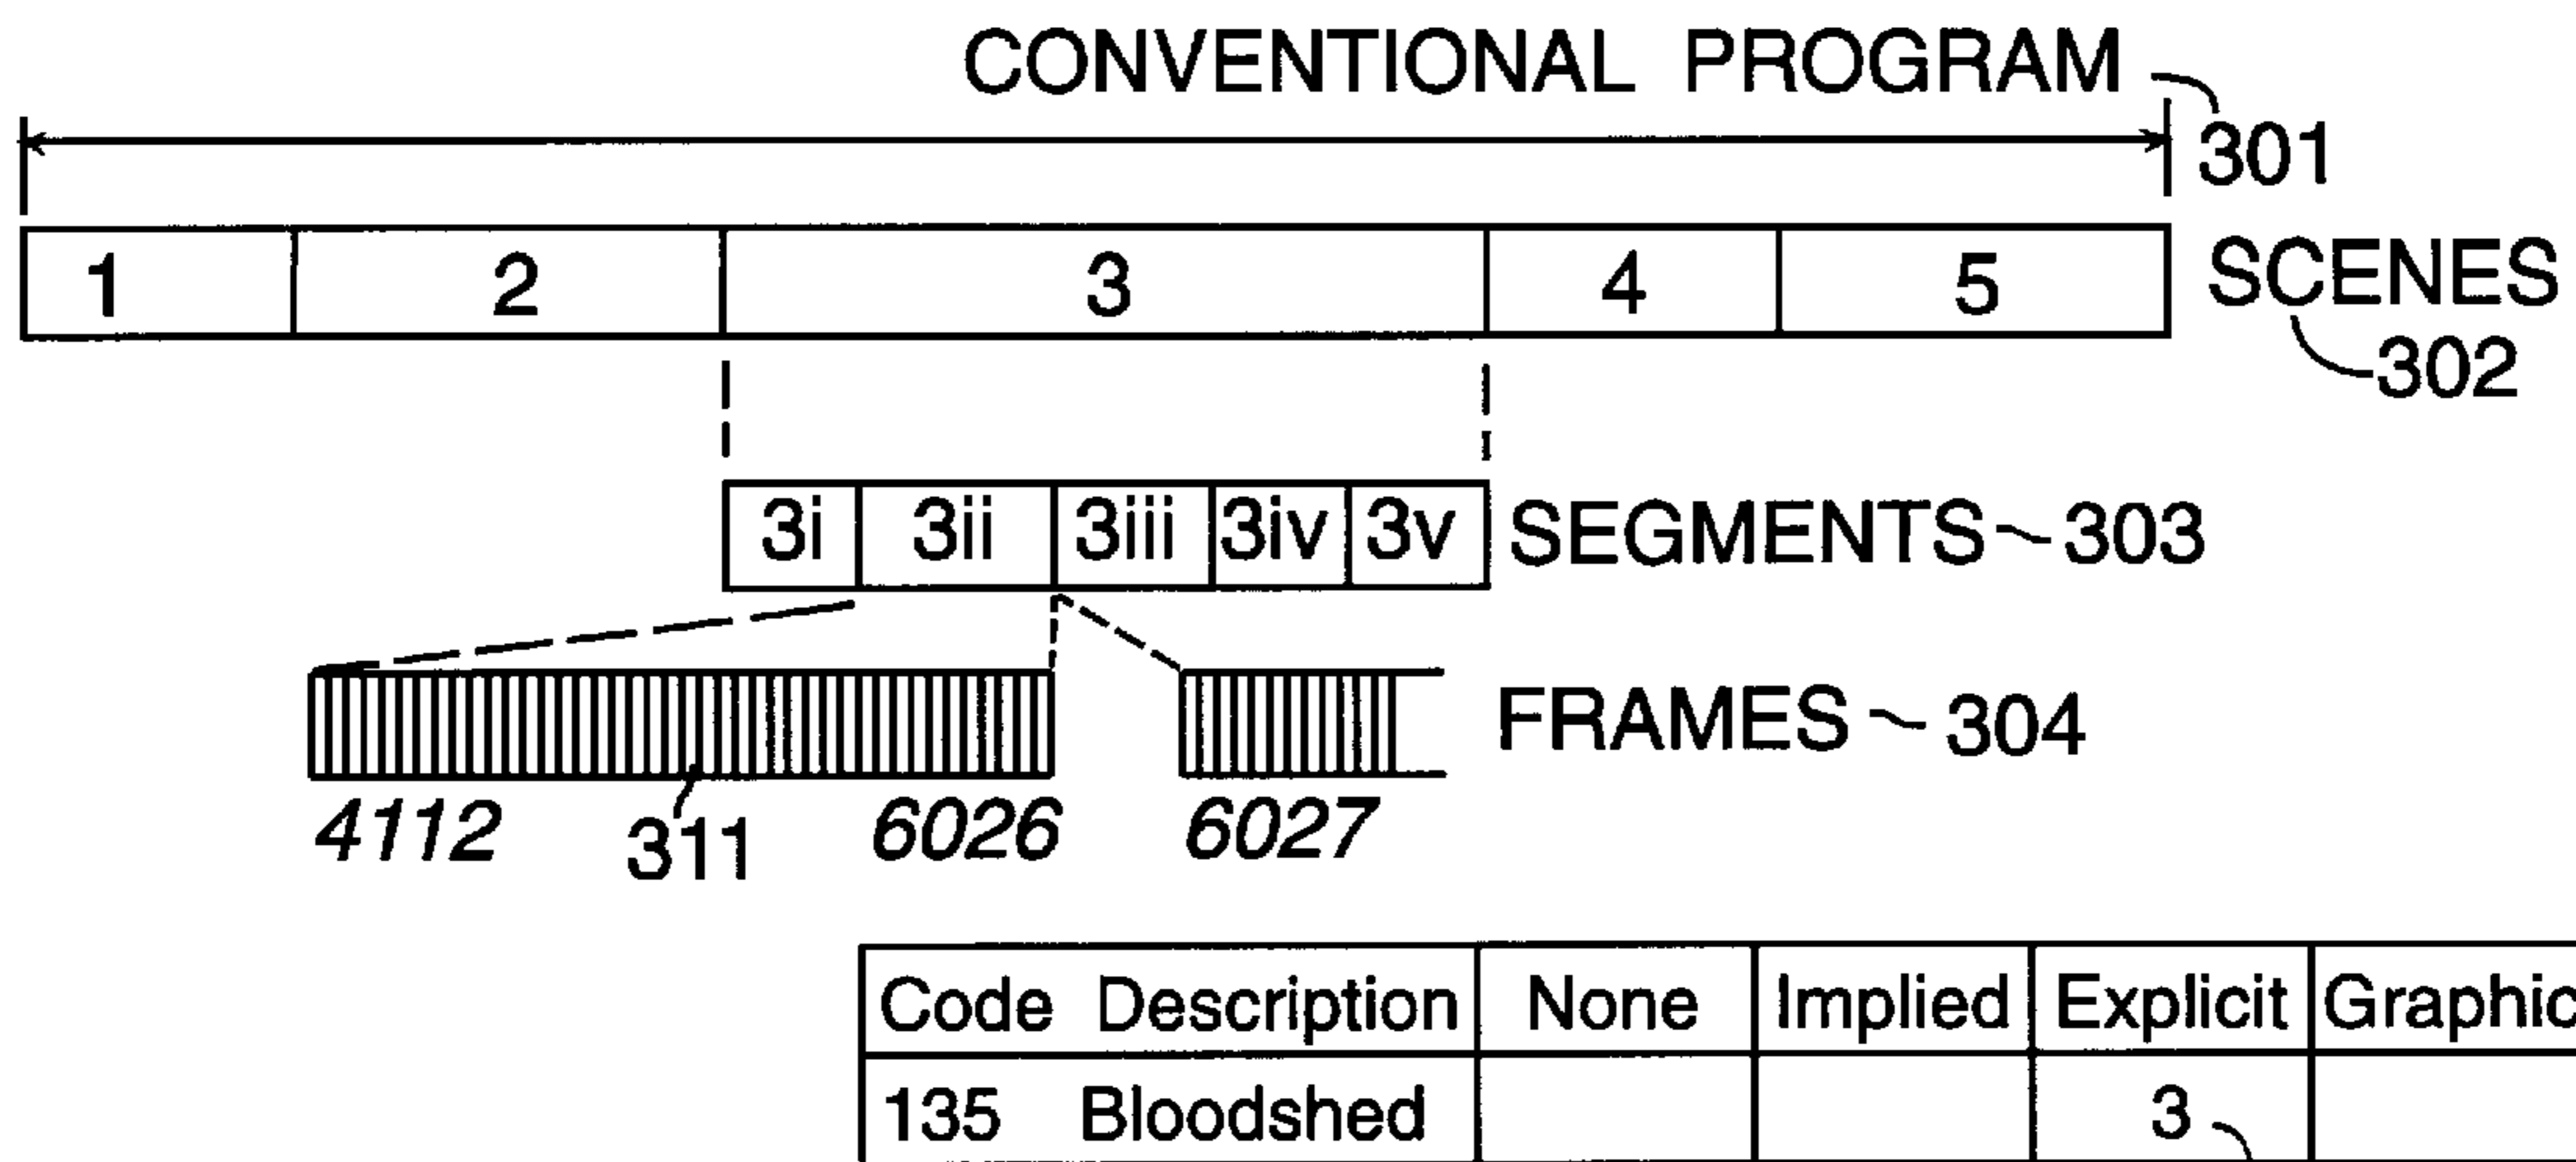 CONVENTIONAL PROGRAM
301
1 2 3 4 5 SCENES
302
3i 3ii 3iii 3iv 3v SEGMENTS 303
FRAMES 304
4112 311 6026 6027
Code Description None Implied Explicit Graphic
135 Bloodshed 3